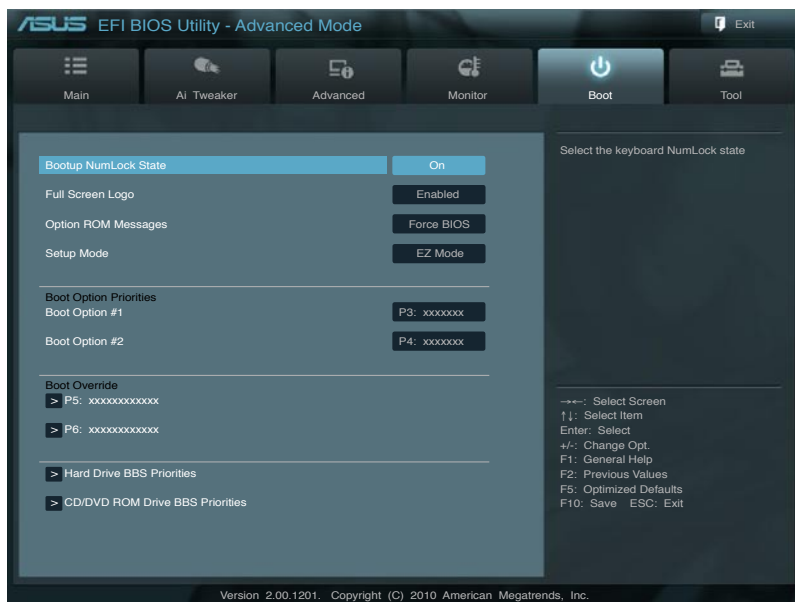 ASUS EFI BIOS Utility - Advanced Mode
Exit
Main
Ai Tweaker
Advanced
Monitor
Boot
Tool
Bootup NumLock State On
Full Screen Logo Enabled
Option ROM Messages Force BIOS
Setup Mode EZ Mode
Boot Option Priorities
Boot Option #1 P3: xxxxxxx
Boot Option #2 P4: xxxxxxx
Boot Override
> P5: xxxxxxxxxxxx
> P6: xxxxxxxxxxxx
> Hard Drive BBS Priorities
> CD/DVD ROM Drive BBS Priorities
Select the keyboard NumLock state
→←: Select Screen
↑↓: Select Item
Enter: Select
+/-: Change Opt.
F1: General Help
F2: Previous Values
F5: Optimized Defaults
F10: Save ESC: Exit
Version 2.00.1201. Copyright (C) 2010 American Megatrends, Inc.